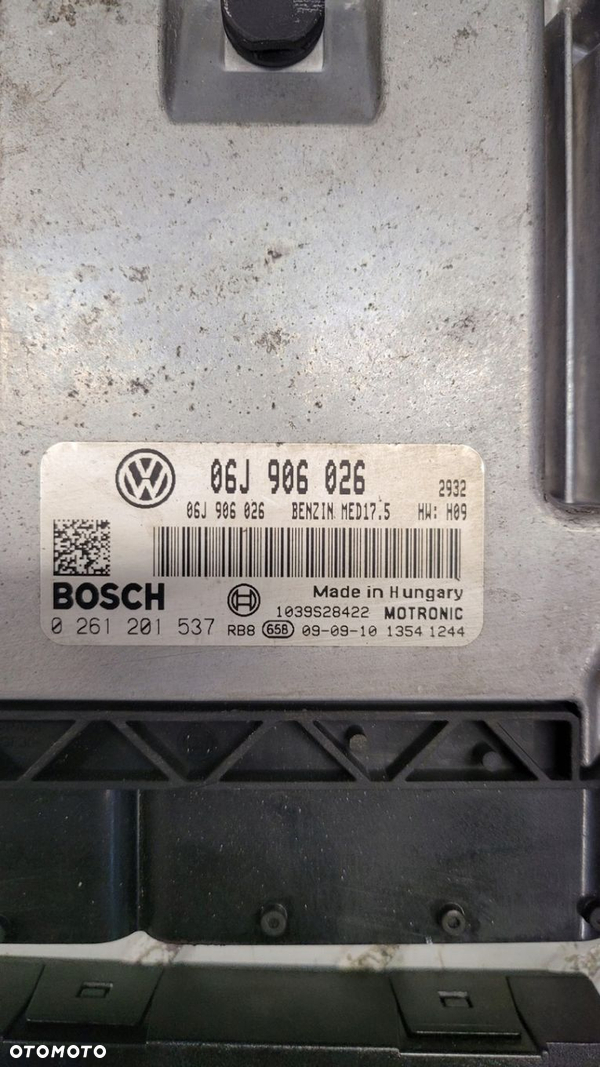 06J 906 026 2932
06J 906 026 BENZIN MED17.5 HW: H09
BOSCH Made in Hungary
1039S28422 MOTRONIC
0 261 201 537 RB8 658 09-09-10 1354 1244
OTOMOTO